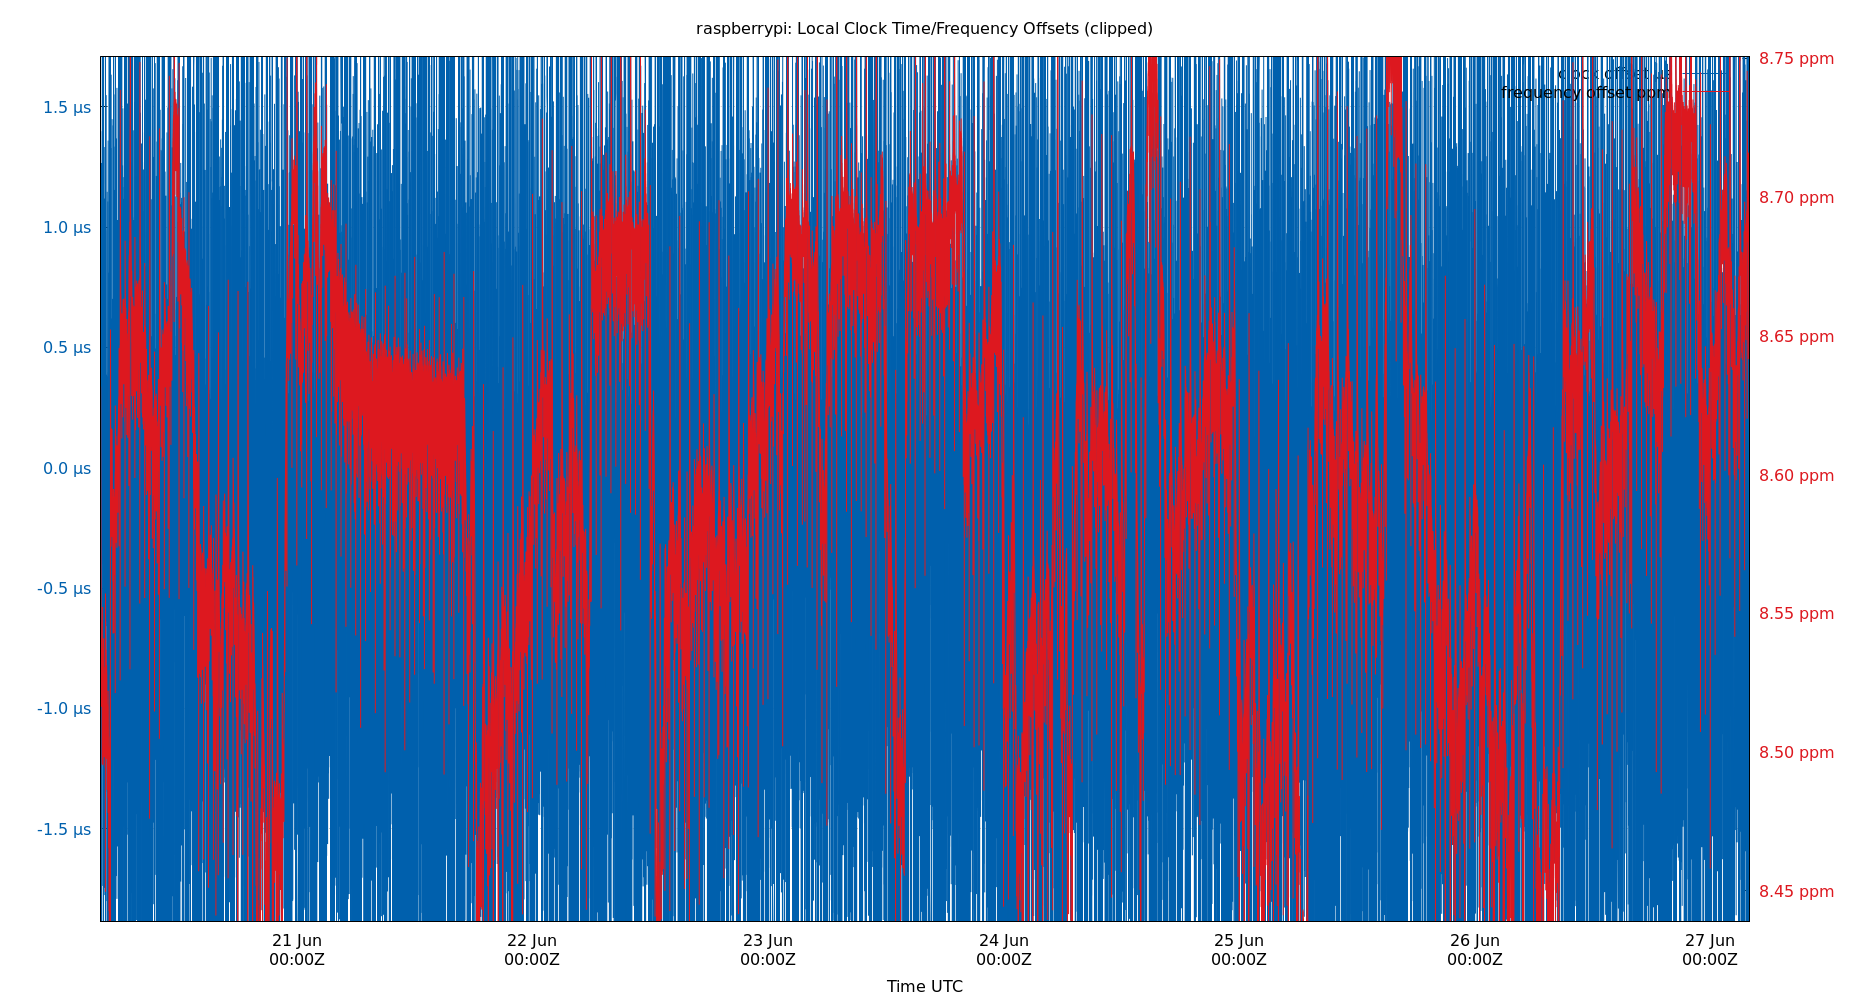 raspberrypi: Local Clock Time/Frequency Offsets (clipped)
clock offset µs
frequency offset ppm
1.5 µs
1.0 µs
0.5 µs
0.0 µs
-0.5 µs
-1.0 µs
-1.5 µs
8.75 ppm
8.70 ppm
8.65 ppm
8.60 ppm
8.55 ppm
8.50 ppm
8.45 ppm
21 Jun
00:00Z
22 Jun
00:00Z
23 Jun
00:00Z
24 Jun
00:00Z
25 Jun
00:00Z
26 Jun
00:00Z
27 Jun
00:00Z
Time UTC